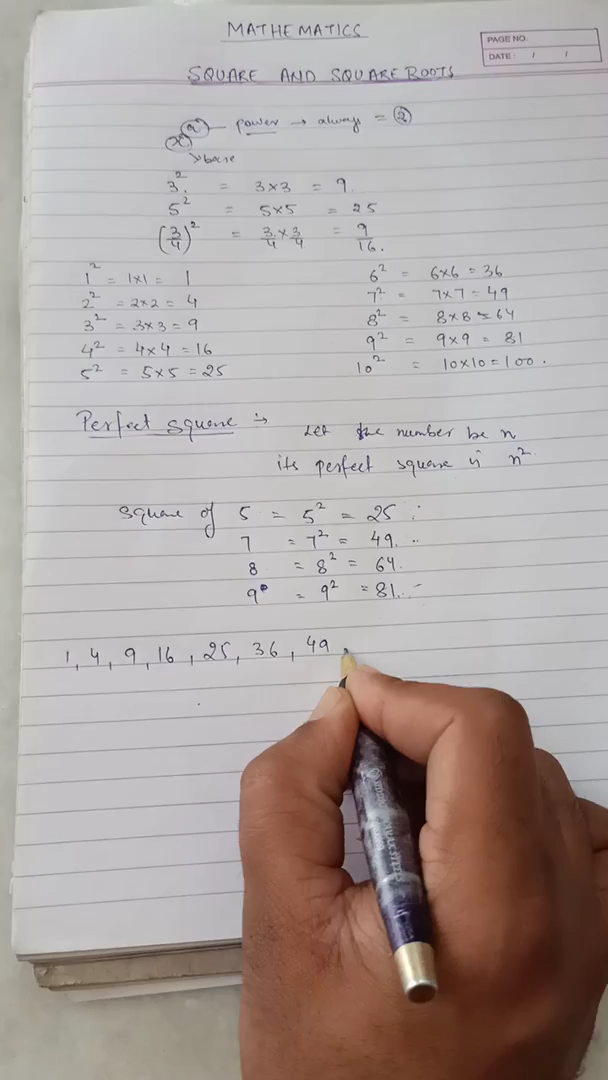 MATHEMATICS
PAGE NO.
DATE: / /
SQUARE AND SQUARE ROOTS
power → always = 2
x
→ base
3² = 3×3 = 9
5² = 5×5 = 25
(3/4)² = 3/4 × 3/4 = 9/16.
1² = 1×1 = 1
2² = 2×2 = 4
3² = 3×3 = 9
4² = 4×4 = 16
5² = 5×5 = 25
6² = 6×6 = 36
7² = 7×7 = 49
8² = 8×8 = 64
9² = 9×9 = 81
10² = 10×10 = 100.
Perfect square :- Let the number be n
its perfect square is n²
square of 5 = 5² = 25
7 = 7² = 49
8 = 8² = 64
9 = 9² = 81
1, 4, 9, 16, 25, 36, 49,